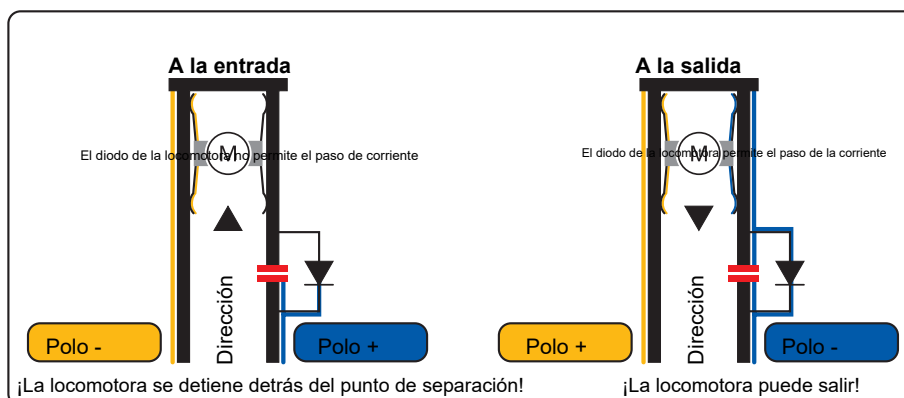 A la entrada
El diodo de la locomotora no permite el paso de corriente
M
Dirección
Polo -
Polo +
¡La locomotora se detiene detrás del punto de separación!
A la salida
El diodo de la locomotora permite el paso de la corriente
M
Dirección
Polo +
Polo -
¡La locomotora puede salir!